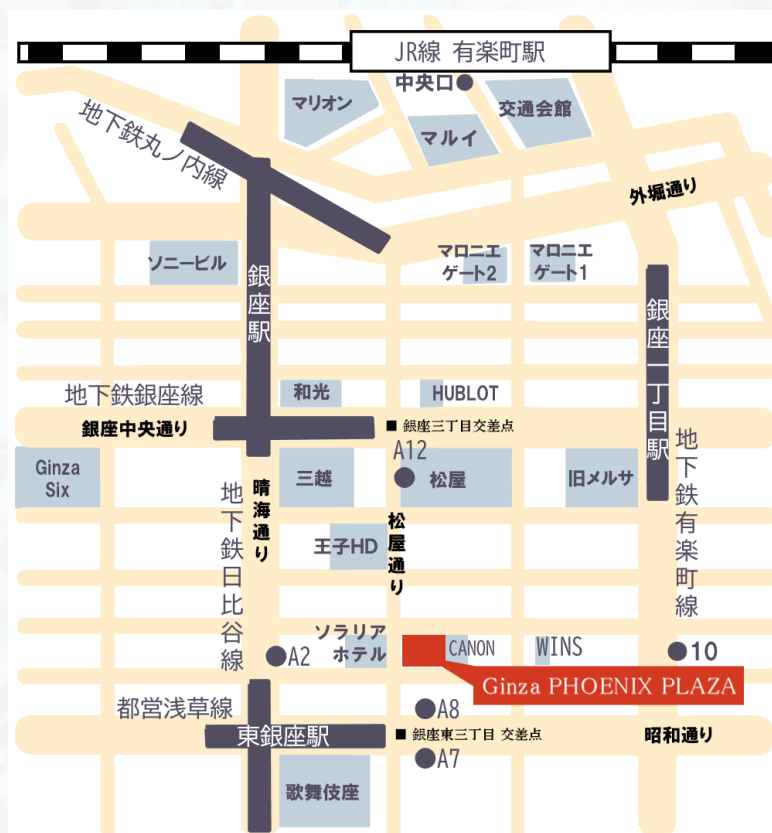 JR線 有楽町駅
中央口
マリオン
マルイ
交通会館
地下鉄丸ノ内線
外堀通り
ソニービル
銀座駅
マロニエ
ゲート2
マロニエ
ゲート1
銀座一丁目駅
地下鉄銀座線
和光
HUBLOT
銀座中央通り
銀座三丁目交差点
A12
Ginza
Six
晴海通り
三越
松屋
旧メルサ
地下鉄有楽町線
地下鉄日比谷線
王子HD
松屋通り
ソラリア
ホテル
A2
CANON
WINS
10
Ginza PHOENIX PLAZA
都営浅草線
A8
東銀座駅
銀座東三丁目 交差点
昭和通り
A7
歌舞伎座